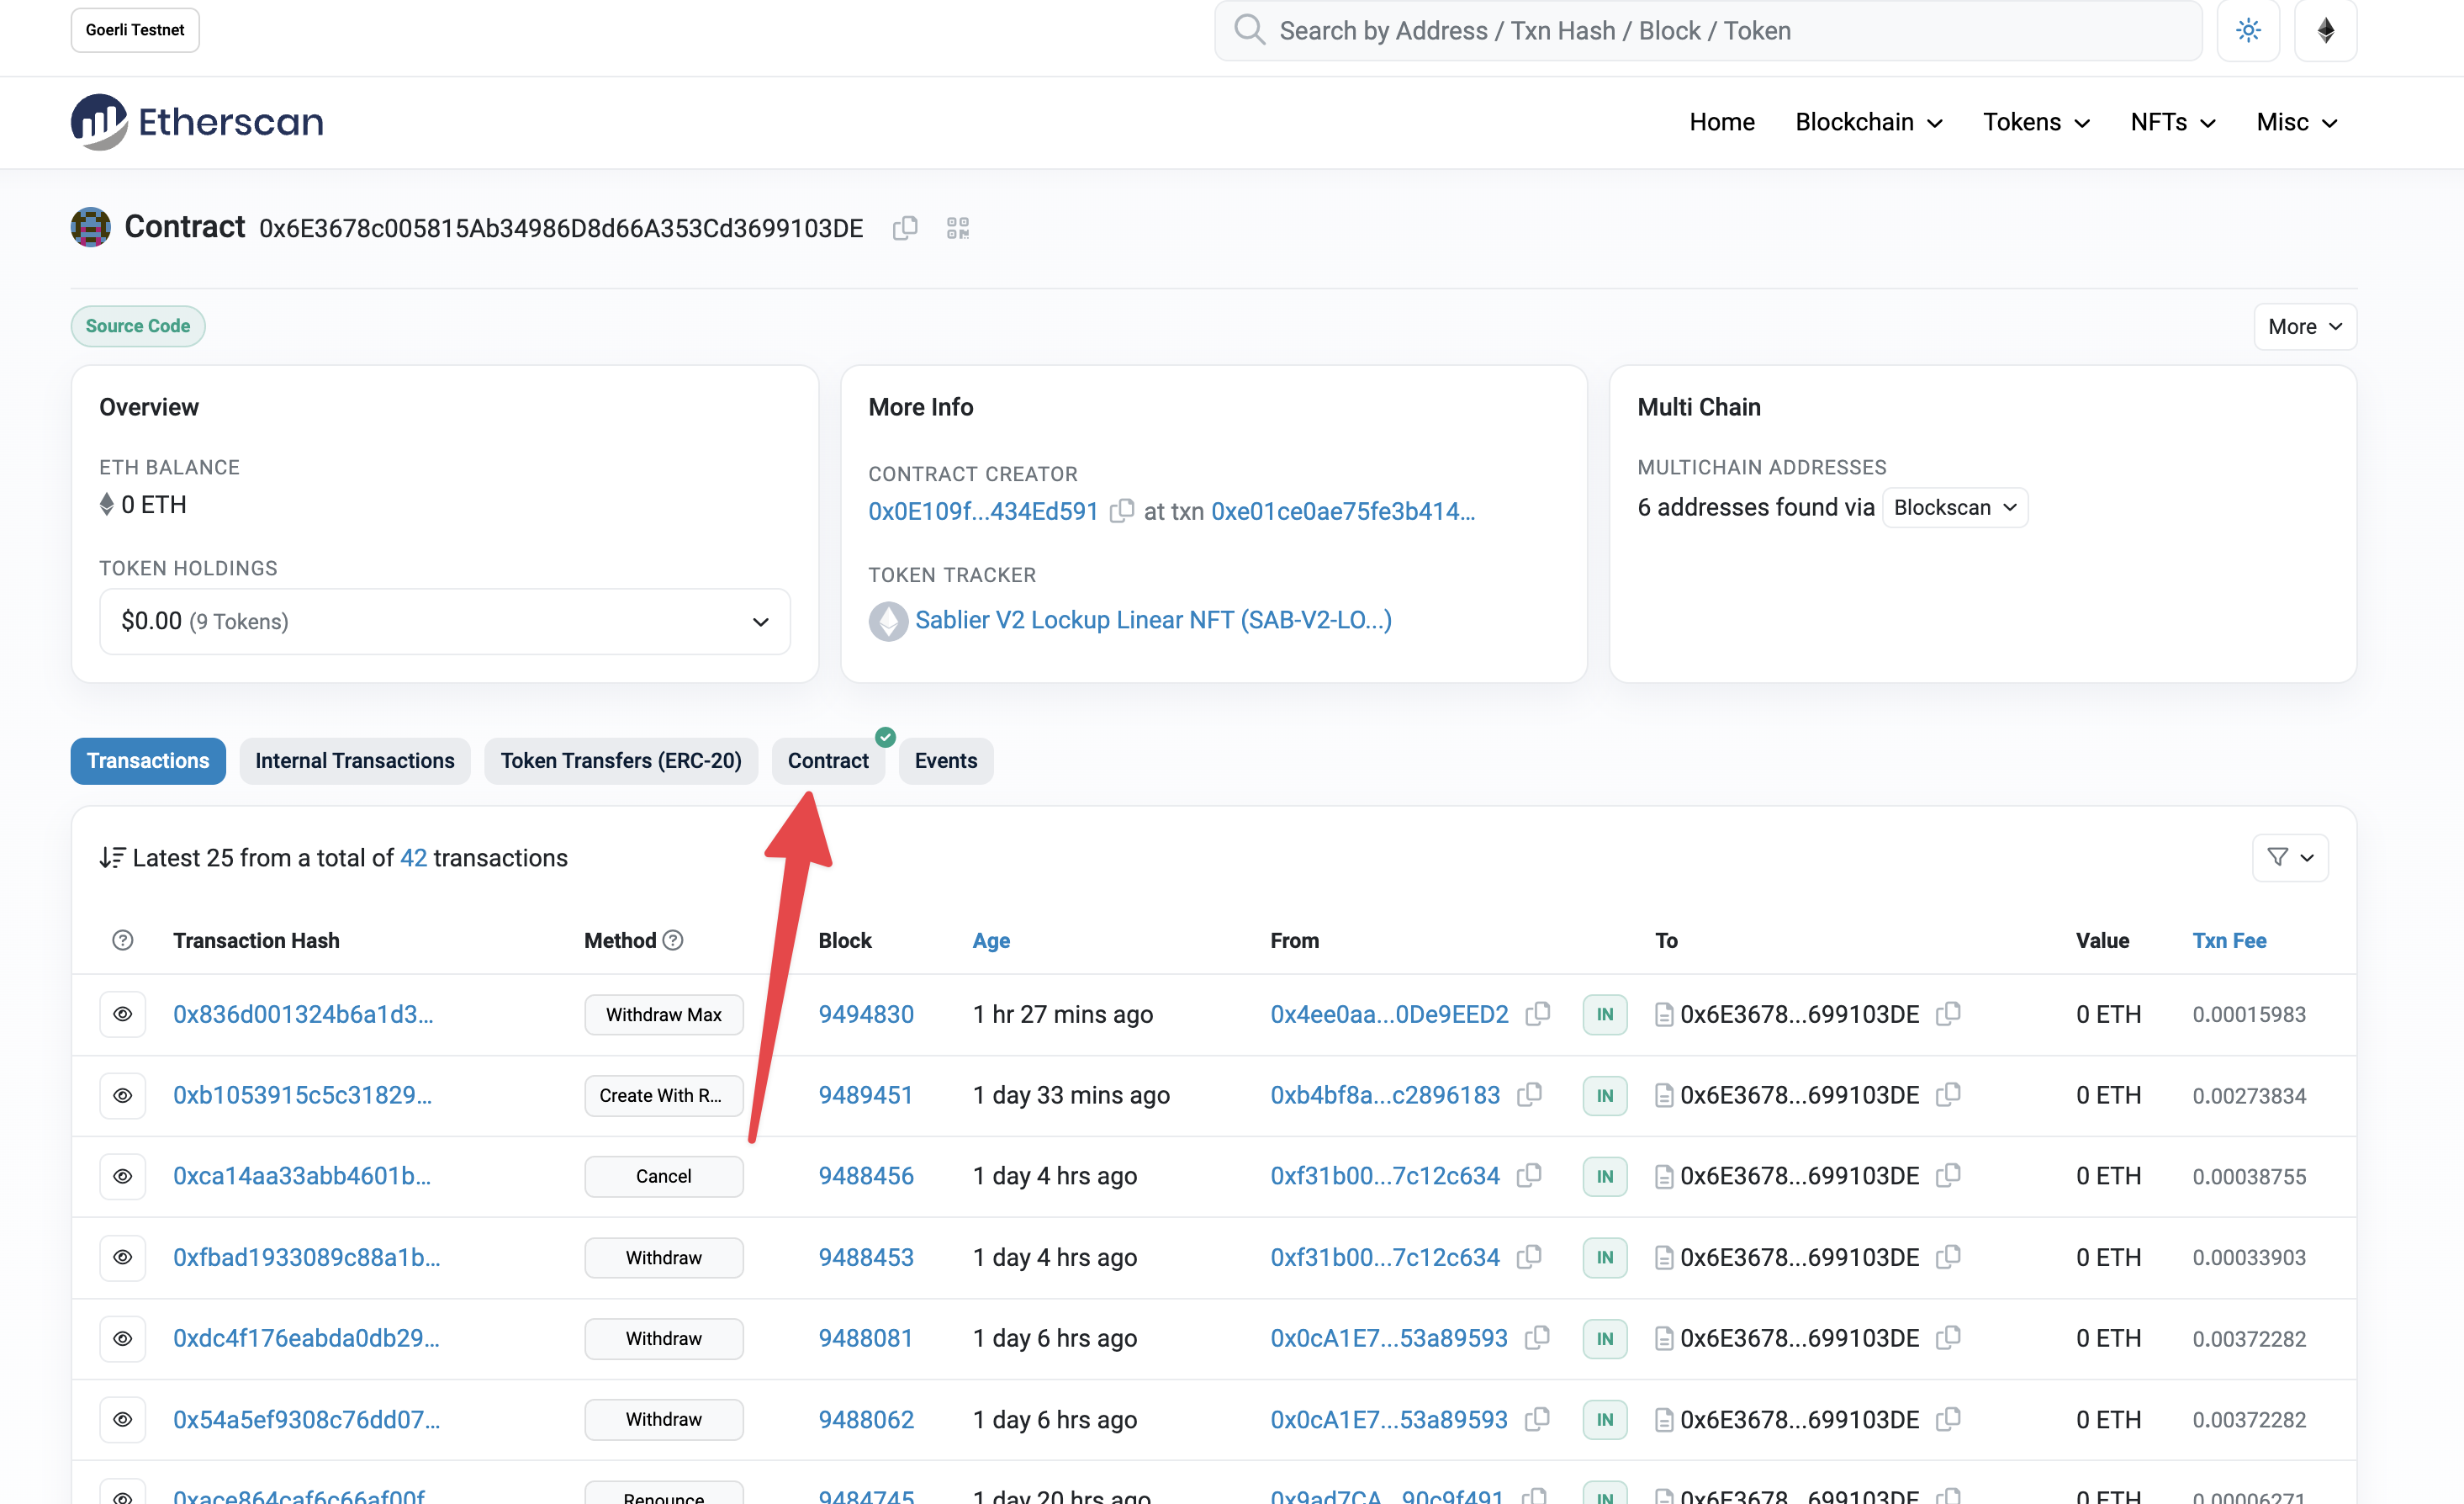 Goerli Testnet
Search by Address / Txn Hash / Block / Token
Etherscan
Home Blockchain Tokens NFTs Misc
Contract 0x6E3678c005815Ab34986D8d66A353Cd3699103DE
Source Code
More
Overview
ETH BALANCE
0 ETH
TOKEN HOLDINGS
$0.00 (9 Tokens)
More Info
CONTRACT CREATOR
0x0E109f...434Ed591 at txn 0xe01ce0ae75fe3b414...
TOKEN TRACKER
Sablier V2 Lockup Linear NFT (SAB-V2-LO...)
Multi Chain
MULTICHAIN ADDRESSES
6 addresses found via Blockscan
Transactions Internal Transactions Token Transfers (ERC-20) Contract Events
Latest 25 from a total of 42 transactions
Transaction Hash Method Block Age From To Value Txn Fee
0x836d001324b6a1d3... Withdraw Max 9494830 1 hr 27 mins ago 0x4ee0aa...0De9EED2 IN 0x6E3678...699103DE 0 ETH 0.00015983
0xb1053915c5c31829... Create With R... 9489451 1 day 33 mins ago 0xb4bf8a...c2896183 IN 0x6E3678...699103DE 0 ETH 0.00273834
0xca14aa33abb4601b... Cancel 9488456 1 day 4 hrs ago 0xf31b00...7c12c634 IN 0x6E3678...699103DE 0 ETH 0.00038755
0xfbad1933089c88a1b... Withdraw 9488453 1 day 4 hrs ago 0xf31b00...7c12c634 IN 0x6E3678...699103DE 0 ETH 0.00033903
0xdc4f176eabda0db29... Withdraw 9488081 1 day 6 hrs ago 0x0cA1E7...53a89593 IN 0x6E3678...699103DE 0 ETH 0.00372282
0x54a5ef9308c76dd07... Withdraw 9488062 1 day 6 hrs ago 0x0cA1E7...53a89593 IN 0x6E3678...699103DE 0 ETH 0.00372282
0xace864caf6c66af00f... Renounce 9484745 1 day 20 hrs ago 0x9ad7CA...90c9f491 IN 0x6E3678...699103DE 0 ETH 0.00006271